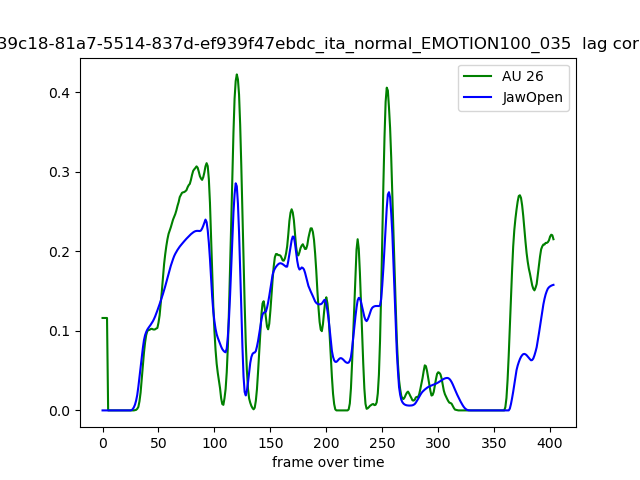 39c18-81a7-5514-837d-ef939f47ebdc_ita_normal_EMOTION100_035 lag cor
AU 26
JawOpen
0.4
0.3
0.2
0.1
0.0
0 50 100 150 200 250 300 350 400
frame over time